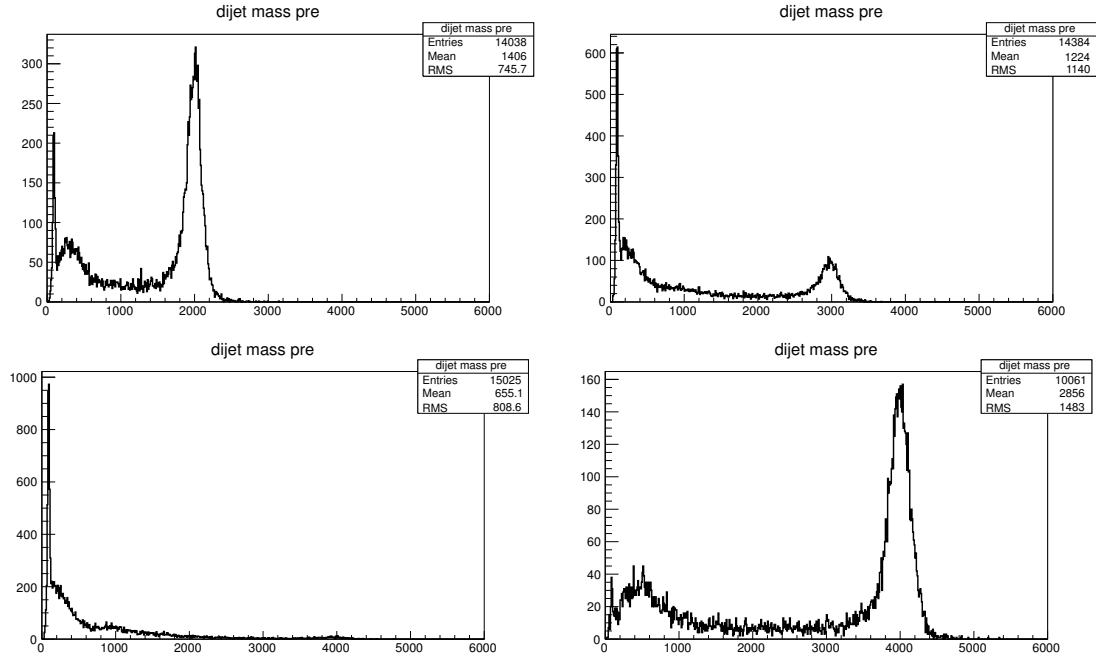 dijet mass pre
dijet mass pre
Entries 14038
Mean 1406
RMS 745.7
300
250
200
150
100
50
0
0 1000 2000 3000 4000 5000 6000
dijet mass pre
dijet mass pre
Entries 14384
Mean 1224
RMS 1140
600
500
400
300
200
100
0
0 1000 2000 3000 4000 5000 6000
dijet mass pre
dijet mass pre
Entries 15025
Mean 655.1
RMS 808.6
1000
800
600
400
200
0
0 1000 2000 3000 4000 5000 6000
dijet mass pre
dijet mass pre
Entries 10061
Mean 2856
RMS 1483
160
140
120
100
80
60
40
20
0
0 1000 2000 3000 4000 5000 6000